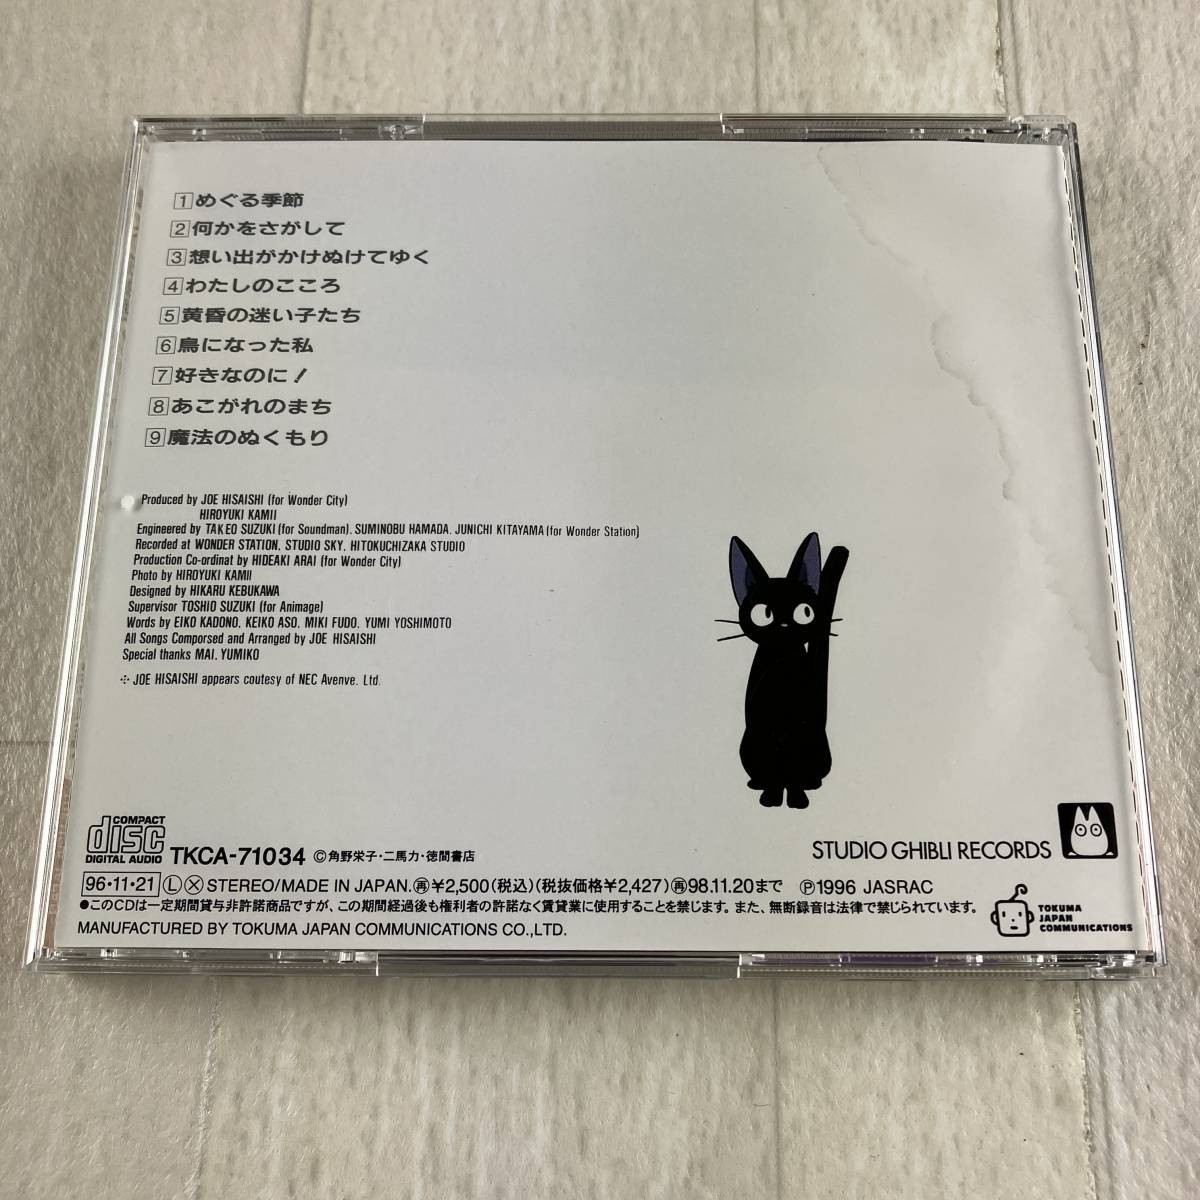 1 めぐる季節
2 何かをさがして
3 想い出がかけぬけてゆく
4 わたしのこころ
5 黄昏の迷い子たち
6 鳥になった私
7 好きなのに!
8 あこがれのまち
9 魔法のぬくもり
Produced by JOE HISAISHI (for Wonder City)
HIROYUKI KAMII
Engineered by TAKEO SUZUKI (for Soundman), SUMINOBU HAMADA, JUNICHI KITAYAMA (for Wonder Station)
Recorded at WONDER STATION, STUDIO SKY, HITOKUCHIZAKA STUDIO
Production Co-ordinat by HIDEAKI ARAI (for Wonder City)
Photo by HIROYUKI KAMII
Designed by HIKARU KEBUKAWA
Supervisor TOSHIO SUZUKI (for Animage)
Words by EIKO KADONO, KEIKO ASO, MIKI FUDO, YUMI YOSHIMOTO
All Songs Comporsed and Arranged by JOE HISAISHI
Special thanks MAI, YUMIKO
※ JOE HISAISHI appears coutesy of NEC Avenve, Ltd.
COMPACT
disc
DIGITAL AUDIO
TKCA-71034 ©角野栄子・二馬力・徳間書店
STUDIO GHIBLI RECORDS
96・11・21 Ⓛ Ⓧ STEREO/MADE IN JAPAN. ㊢¥2,500(税込)(税抜価格¥2,427)㊢98.11.20まで Ⓟ1996 JASRAC
●このCDは一定期間貸与非許諾商品ですが、この期間経過後も権利者の許諾なく賃貸業に使用することを禁じます。また、無断録音は法律で禁じられています。
MANUFACTURED BY TOKUMA JAPAN COMMUNICATIONS CO.,LTD.
TOKUMA
JAPAN
COMMUNICATIONS